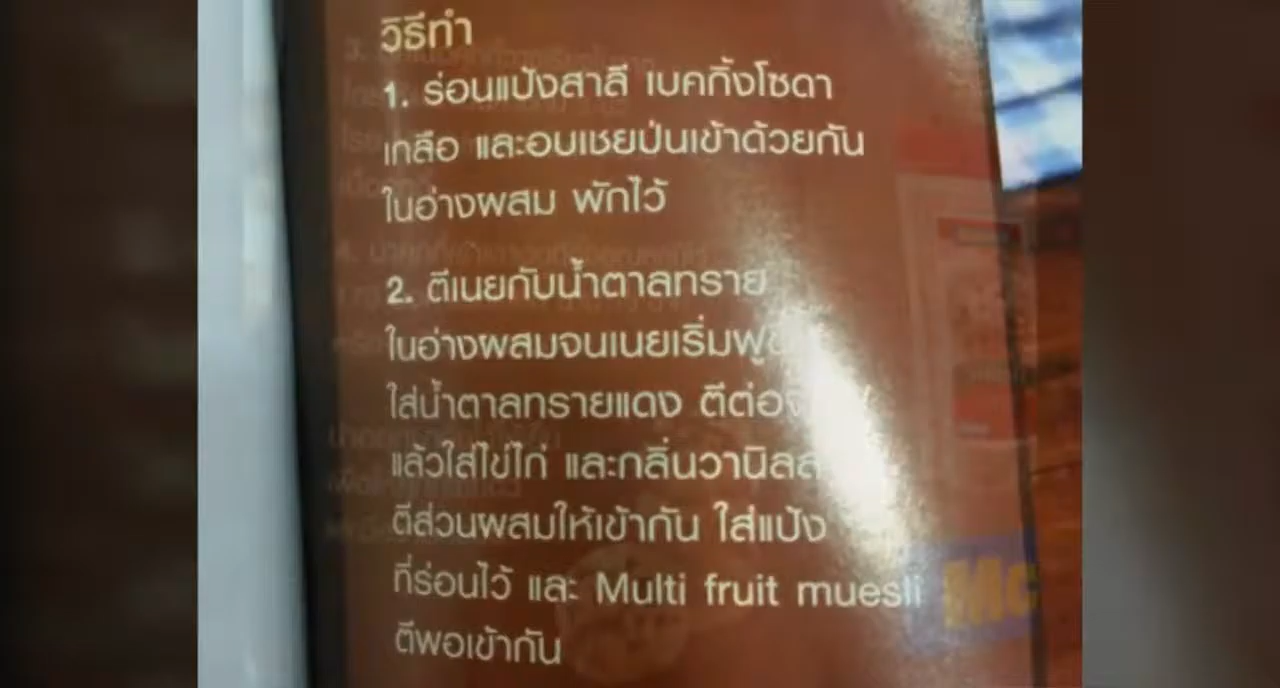 วิธีทำ
1. ร่อนแป้งสาลี เบคกิ้งโซดา
เกลือ และอบเชยป่นเข้าด้วยกัน
ในอ่างผสม พักไว้
2. ตีเนยกับน้ำตาลทราย
ในอ่างผสมจนเนยเริ่มฟู
ใส่น้ำตาลทรายแดง ตีต่อ
แล้วใส่ไข่ไก่ และกลิ่น
ตีส่วนผสมให้เข้ากัน ใส่แป้ง
ที่ร่อนไว้ และ Multi fruit muesli
ตีพอเข้ากัน
Mc